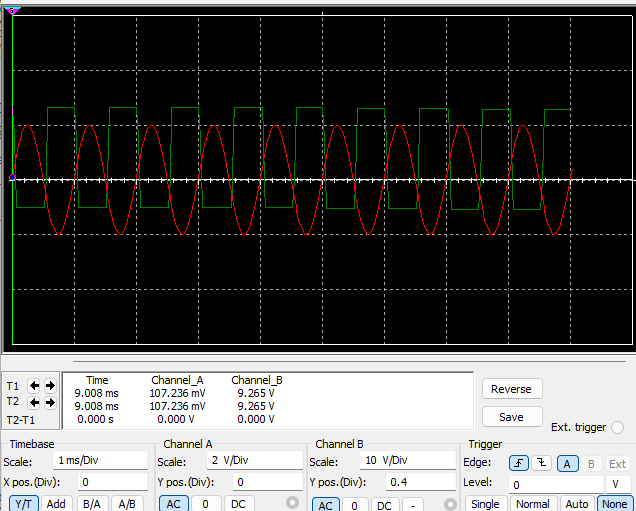 Time Channel_A Channel_B
T1 9.008 ms 107.236 mV 9.265 V
T2 9.008 ms 107.236 mV 9.265 V
T2-T1 0.000 s 0.000 V 0.000 V
Reverse
Save
Ext. trigger
Timebase Channel A Channel B Trigger
Scale: 1 ms/Div Scale: 2 V/Div Scale: 10 V/Div Edge: A B Ext
X pos.(Div): 0 Y pos.(Div): 0 Y pos.(Div): 0.4 Level: 0 V
Y/T Add B/A A/B AC 0 DC AC 0 DC - Single Normal Auto None